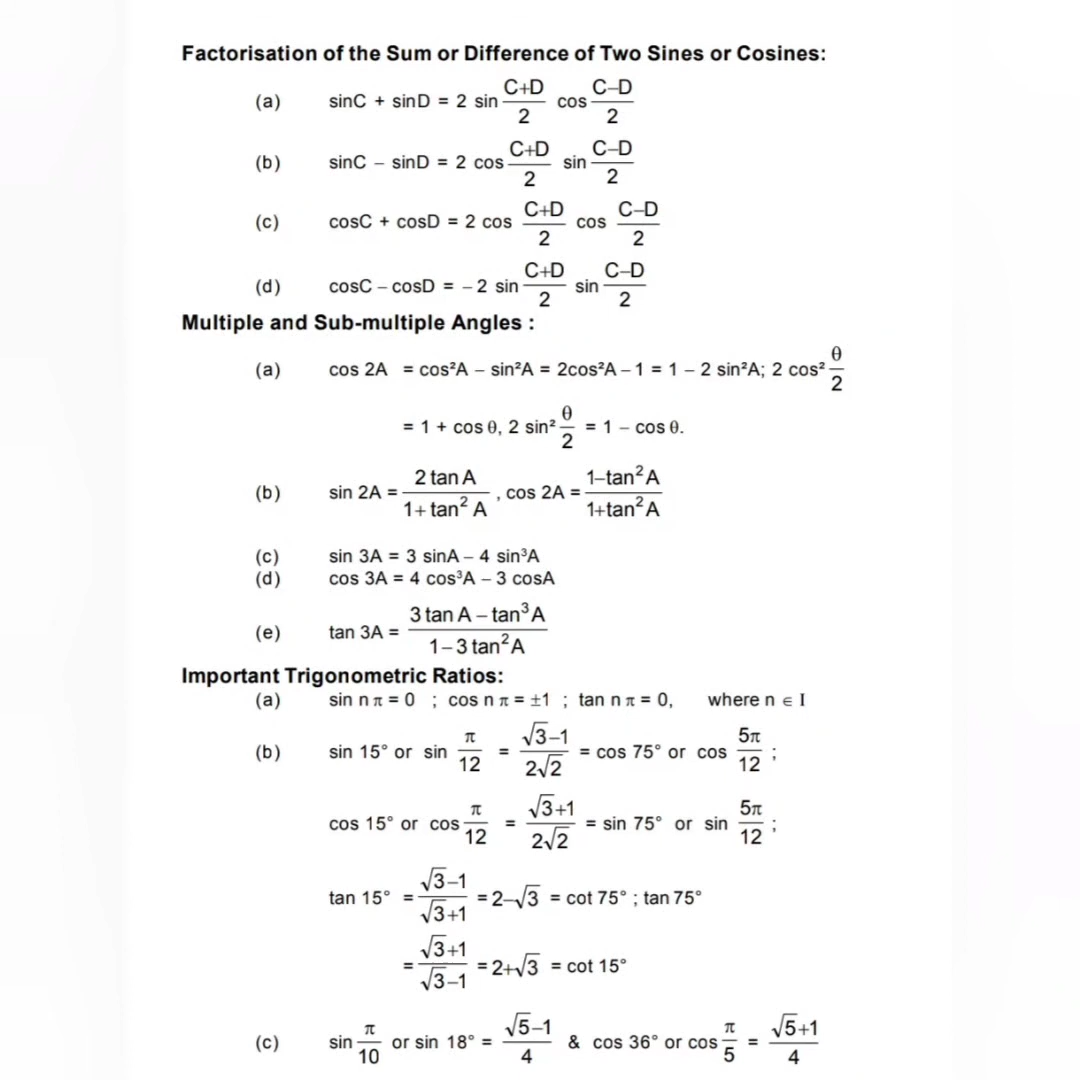 Factorisation of the Sum or Difference of Two Sines or Cosines:
(a) sinC + sinD = 2 sin (C+D)/2 cos (C–D)/2
(b) sinC – sinD = 2 cos (C+D)/2 sin (C–D)/2
(c) cosC + cosD = 2 cos (C+D)/2 cos (C–D)/2
(d) cosC – cosD = – 2 sin (C+D)/2 sin (C–D)/2
Multiple and Sub-multiple Angles :
(a) cos 2A = cos²A – sin²A = 2cos²A – 1 = 1 – 2 sin²A; 2 cos² θ/2
= 1 + cos θ, 2 sin² θ/2 = 1 – cos θ.
(b) sin 2A = (2 tan A)/(1+ tan² A) , cos 2A = (1–tan² A)/(1+tan² A)
(c) sin 3A = 3 sinA – 4 sin³A
(d) cos 3A = 4 cos³A – 3 cosA
(e) tan 3A = (3 tan A – tan³ A)/(1– 3 tan² A)
Important Trigonometric Ratios:
(a) sin n π = 0 ; cos n π = ±1 ; tan n π = 0, where n ∈ I
(b) sin 15° or sin π/12 = (√3–1)/(2√2) = cos 75° or cos 5π/12 ;
cos 15° or cos π/12 = (√3+1)/(2√2) = sin 75° or sin 5π/12 ;
tan 15° = (√3–1)/(√3+1) = 2–√3 = cot 75° ; tan 75°
= (√3+1)/(√3–1) = 2+√3 = cot 15°
(c) sin π/10 or sin 18° = (√5–1)/4 & cos 36° or cos π/5 = (√5+1)/4